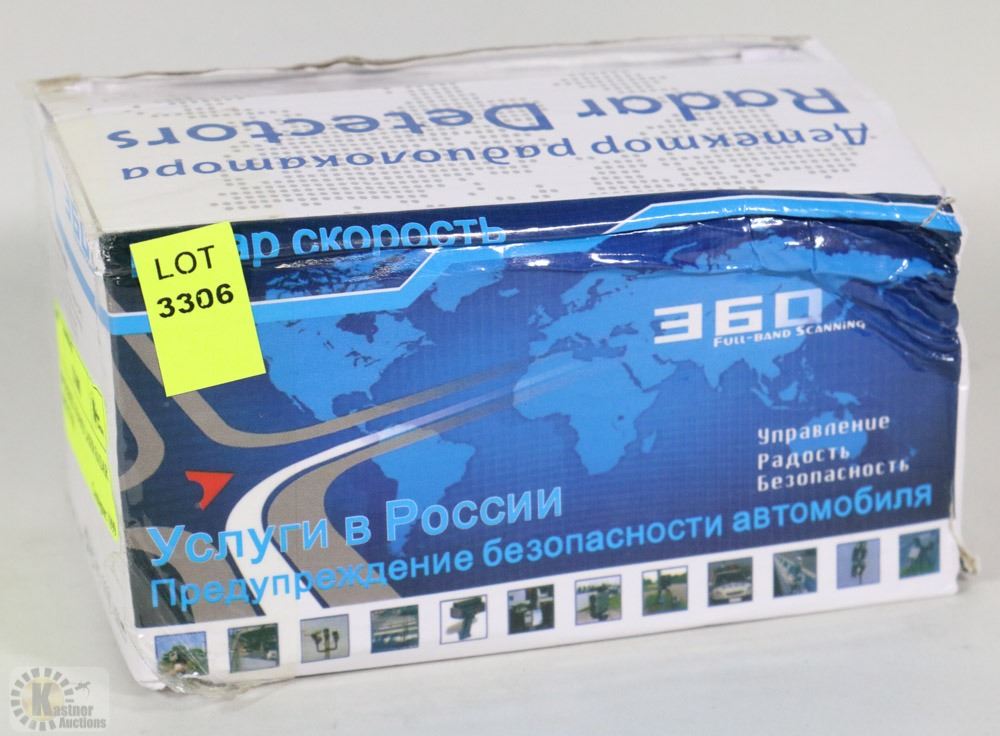 Radar Detectors
Детектор радиолокатора
скорость
LOT
3306
360
FULL-BAND SCANNING
Управление
Радость
Безопасность
Услуги в России
Предупреждение безопасности автомобиля
360
Kastner
Auctions